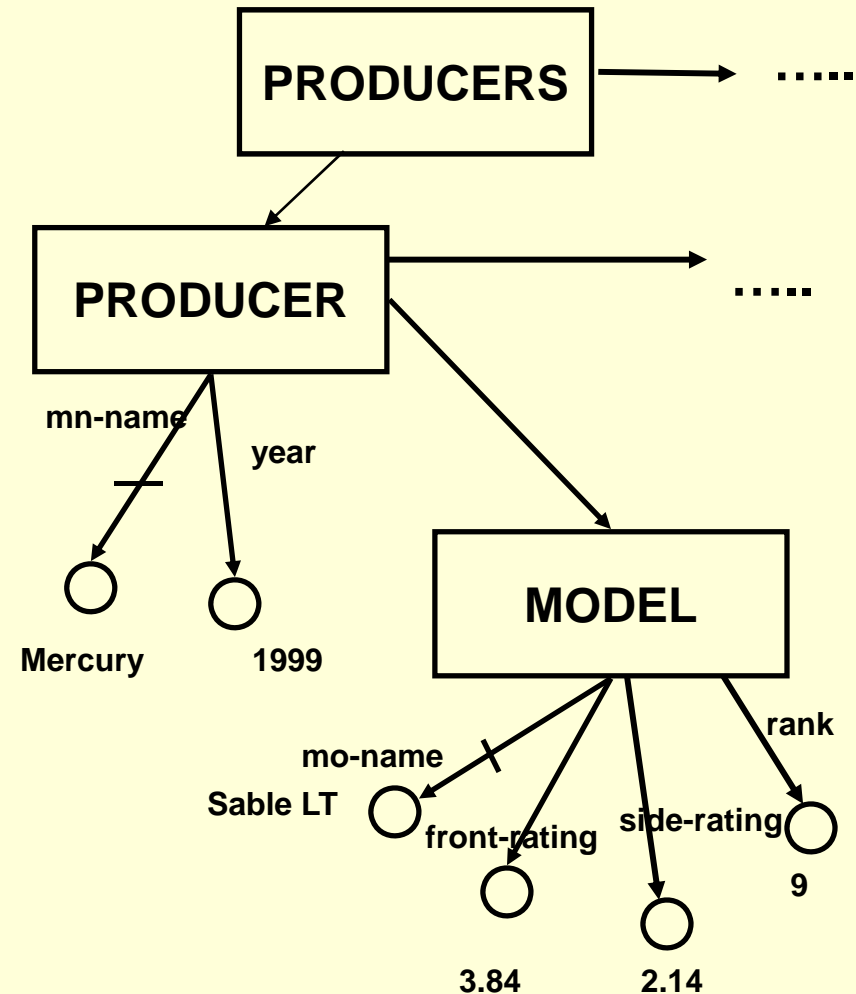 PRODUCERS
.....
PRODUCER
.....
mn-name
year
Mercury
1999
MODEL
mo-name
rank
Sable LT
front-rating
side-rating
9
3.84
2.14